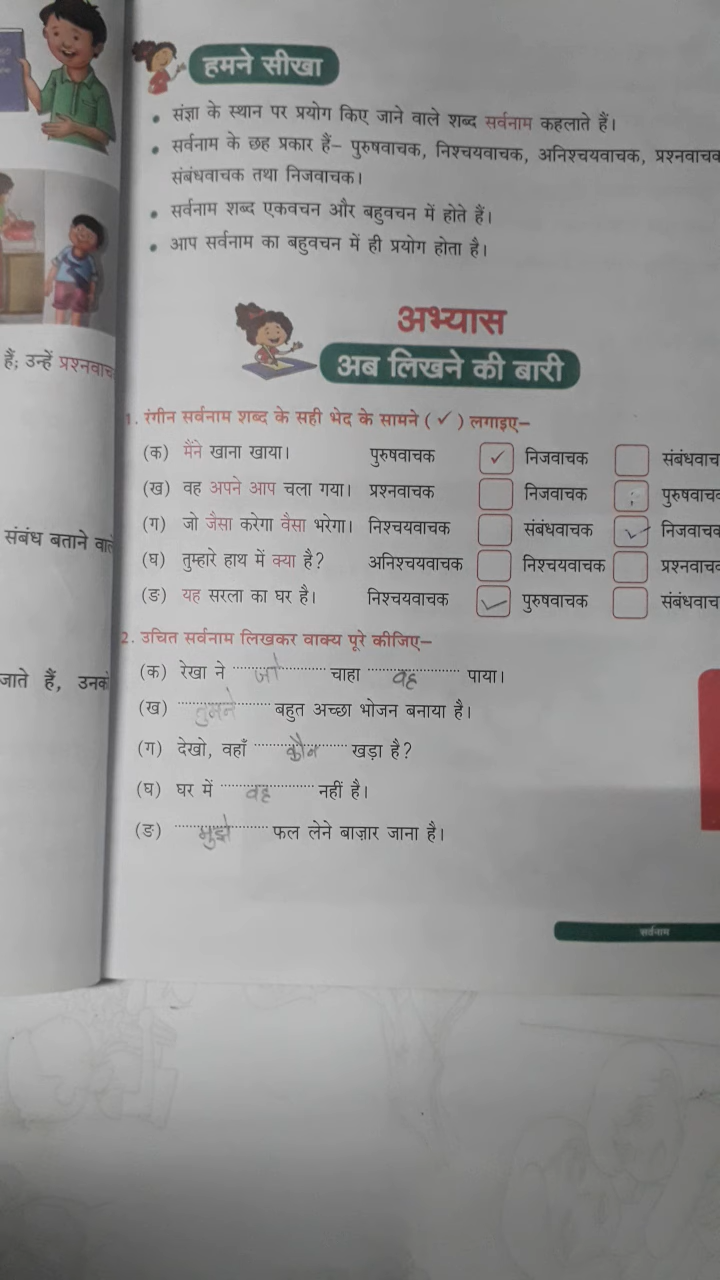 हमने सीखा
• संज्ञा के स्थान पर प्रयोग किए जाने वाले शब्द सर्वनाम कहलाते हैं।
• सर्वनाम के छह प्रकार हैं– पुरुषवाचक, निश्चयवाचक, अनिश्चयवाचक, प्रश्नवाचक
संबंधवाचक तथा निजवाचक।
• सर्वनाम शब्द एकवचन और बहुवचन में होते हैं।
• आप सर्वनाम का बहुवचन में ही प्रयोग होता है।
अभ्यास
अब लिखने की बारी
हैं; उन्हें प्रश्नवाच
संबंध बताने वाले
जाते हैं, उनको
1. रंगीन सर्वनाम शब्द के सही भेद के सामने ( ✓ ) लगाइए–
(क) मैंने खाना खाया। पुरुषवाचक ✓ निजवाचक संबंधवाच
(ख) वह अपने आप चला गया। प्रश्नवाचक निजवाचक पुरुषवाच
(ग) जो जैसा करेगा वैसा भरेगा। निश्चयवाचक संबंधवाचक ✓ निजवाच
(घ) तुम्हारे हाथ में क्या है? अनिश्चयवाचक निश्चयवाचक प्रश्नवाच
(ङ) यह सरला का घर है। निश्चयवाचक ✓ पुरुषवाचक संबंधवाच
2. उचित सर्वनाम लिखकर वाक्य पूरे कीजिए–
(क) रेखा ने जो चाहा वह पाया।
(ख) तुमने बहुत अच्छा भोजन बनाया है।
(ग) देखो, वहाँ कौन खड़ा है?
(घ) घर में वह नहीं है।
(ङ) मुझे फल लेने बाज़ार जाना है।
सर्वनाम